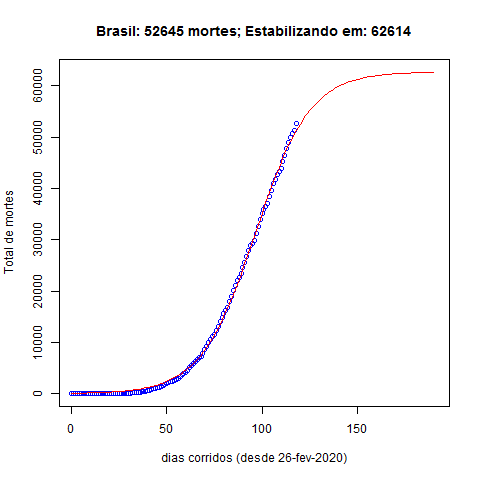 Brasil: 52645 mortes; Estabilizando em: 62614
Total de mortes
60000
50000
40000
30000
20000
10000
0
0 50 100 150
dias corridos (desde 26-fev-2020)